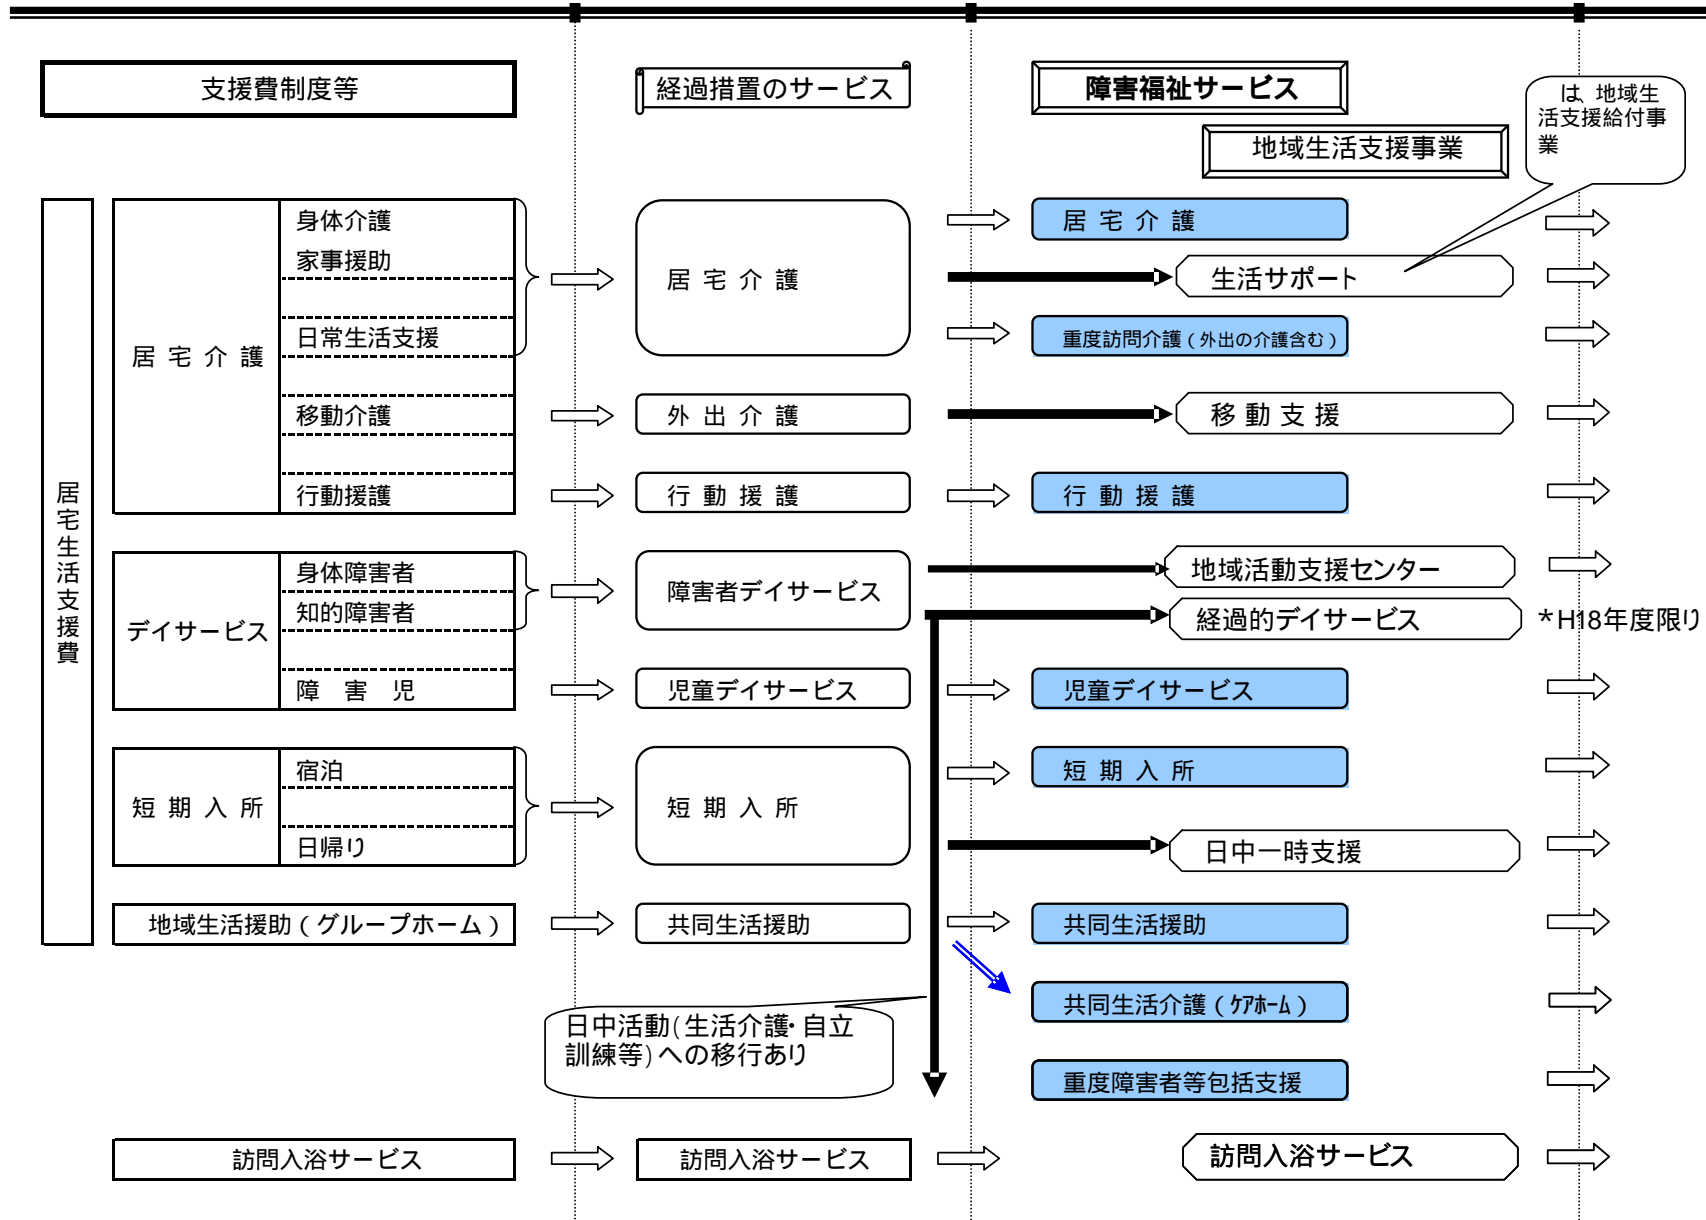 支援費制度等
経過措置のサービス
障害福祉サービス
地域生活支援事業
は、地域生
活支援給付事
業
居宅生活支援費
居宅介護
身体介護
家事援助
日常生活支援
移動介護
行動援護
居宅介護
外出介護
行動援護
居宅介護
生活サポート
重度訪問介護(外出の介護含む)
移動支援
行動援護
デイサービス
身体障害者
知的障害者
障害児
障害者デイサービス
児童デイサービス
地域活動支援センター
経過的デイサービス
*H18年度限り
児童デイサービス
短期入所
宿泊
日帰り
短期入所
短期入所
日中一時支援
地域生活援助(グループホーム)
共同生活援助
共同生活援助
共同生活介護(ケアホーム)
日中活動(生活介護・自立
訓練等)への移行あり
重度障害者等包括支援
訪問入浴サービス
訪問入浴サービス
訪問入浴サービス